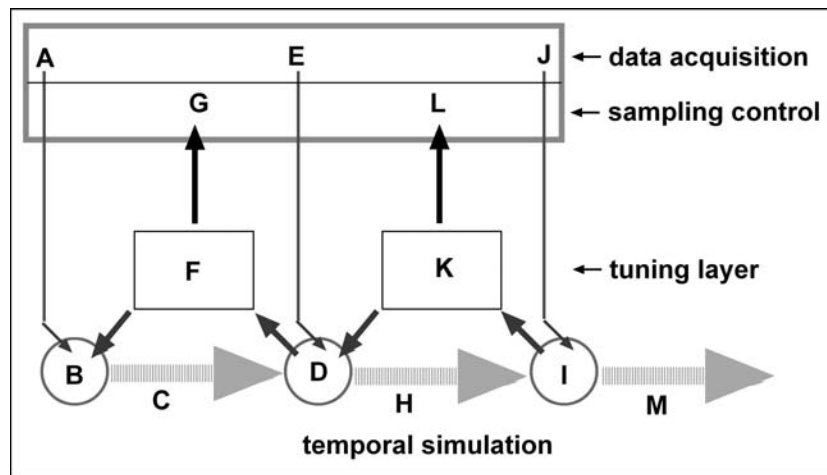 A E J data acquisition
G L sampling control
F K tuning layer
B D I
C H M
temporal simulation